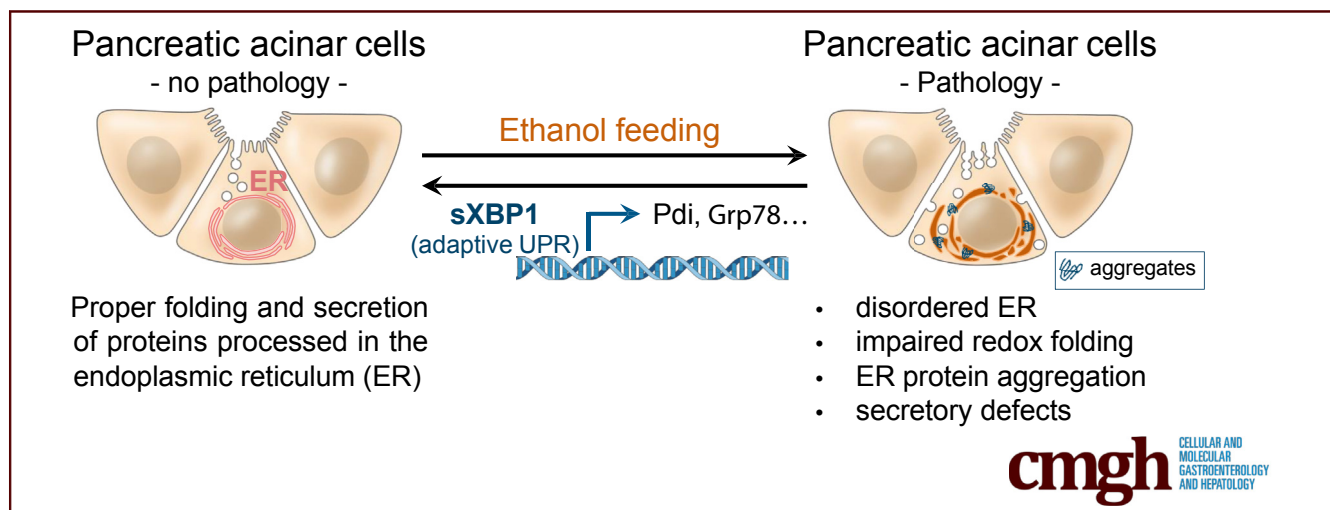 Pancreatic acinar cells
- no pathology -
ER
Proper folding and secretion
of proteins processed in the
endoplasmic reticulum (ER)
Ethanol feeding
sXBP1
(adaptive UPR)
Pdi, Grp78...
Pancreatic acinar cells
- Pathology -
aggregates
• disordered ER
• impaired redox folding
• ER protein aggregation
• secretory defects
cmgh
CELLULAR AND
MOLECULAR
GASTROENTEROLOGY
AND HEPATOLOGY